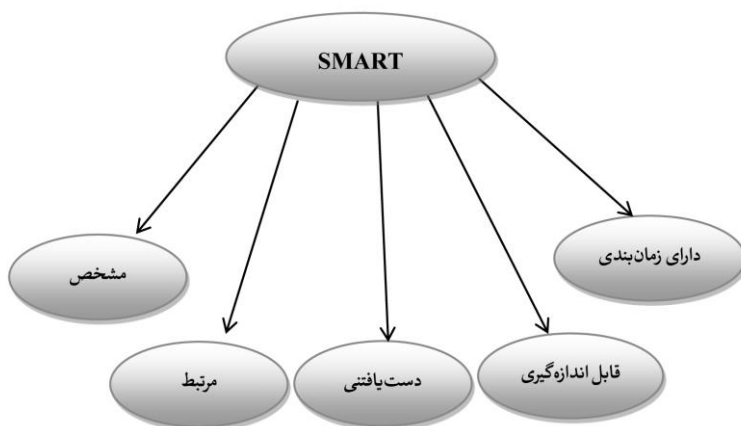 SMART
دارای زمان‌بندی
قابل اندازه‌گیری
دست‌یافتنی
مرتبط
مشخص